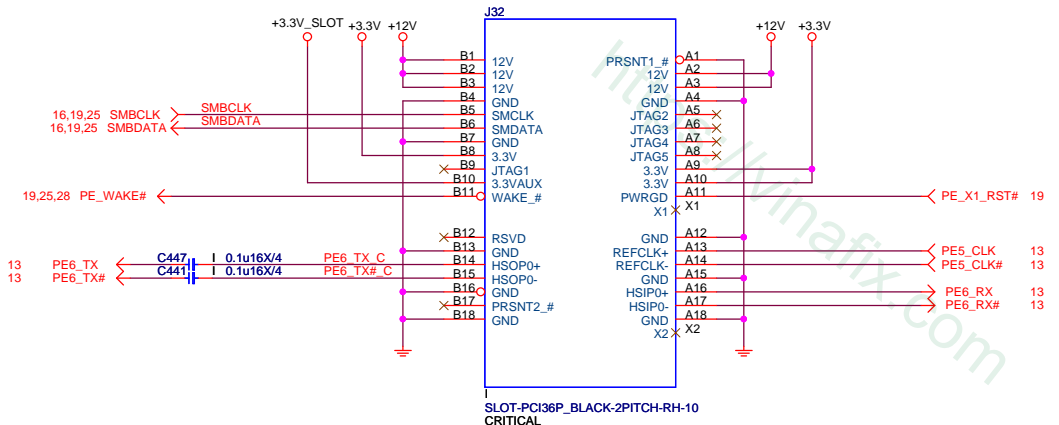 J32
+3.3V_SLOT +3.3V +12V
+12V +3.3V
B1 12V PRSNT1_# A1
B2 12V 12V A2
B3 12V 12V A3
B4 GND GND A4
16,19,25 SMBCLK SMBCLK B5 SMCLK JTAG2 A5
16,19,25 SMBDATA SMBDATA B6 SMDATA JTAG3 A6
B7 GND JTAG4 A7
B8 3.3V JTAG5 A8
B9 JTAG1 3.3V A9
B10 3.3VAUX 3.3V A10
19,25,28 PE_WAKE# B11 WAKE_# PWRGD A11 PE_X1_RST# 19
X1 X1
B12 RSVD GND A12
B13 GND REFCLK+ A13 PE5_CLK 13
13 PE6_TX C447 I 0.1u16X/4 PE6_TX_C B14 HSOP0+ REFCLK- A14 PE5_CLK# 13
13 PE6_TX# C441 I 0.1u16X/4 PE6_TX#_C B15 HSOP0- GND A15
B16 GND HSIP0+ A16 PE6_RX 13
B17 PRSNT2_# HSIP0- A17 PE6_RX# 13
B18 GND GND A18
X2 X2
I
SLOT-PCI36P_BLACK-2PITCH-RH-10
CRITICAL
http://vinafix.com